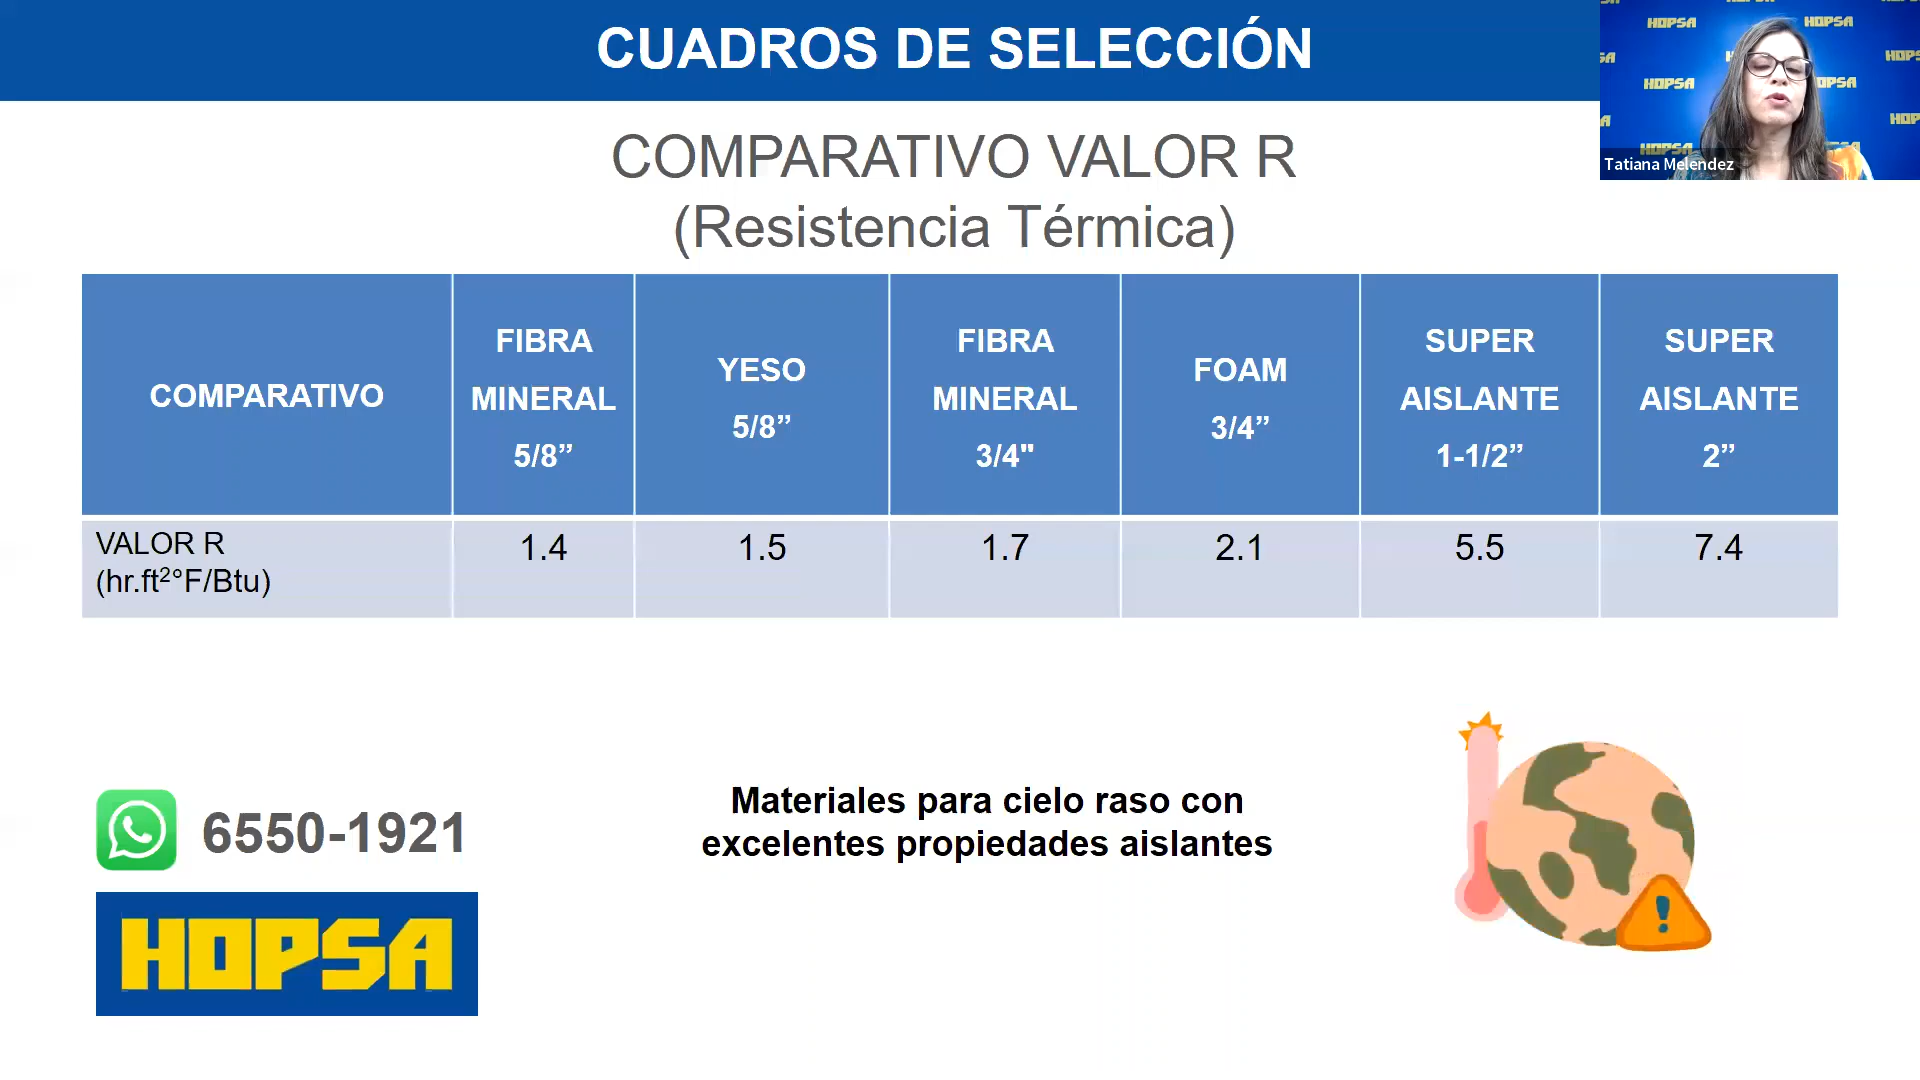 CUADROS DE SELECCIÓN
HOPSA HOPSA
HOPSA
HOPSA
HOPSA
Tatiana Melendez
COMPARATIVO VALOR R
(Resistencia Térmica)
COMPARATIVO
FIBRA
MINERAL
5/8”
YESO
5/8”
FIBRA
MINERAL
3/4"
FOAM
3/4”
SUPER
AISLANTE
1-1/2”
SUPER
AISLANTE
2”
VALOR R
(hr.ft²°F/Btu)
1.4
1.5
1.7
2.1
5.5
7.4
Materiales para cielo raso con
excelentes propiedades aislantes
6550-1921
HOPSA